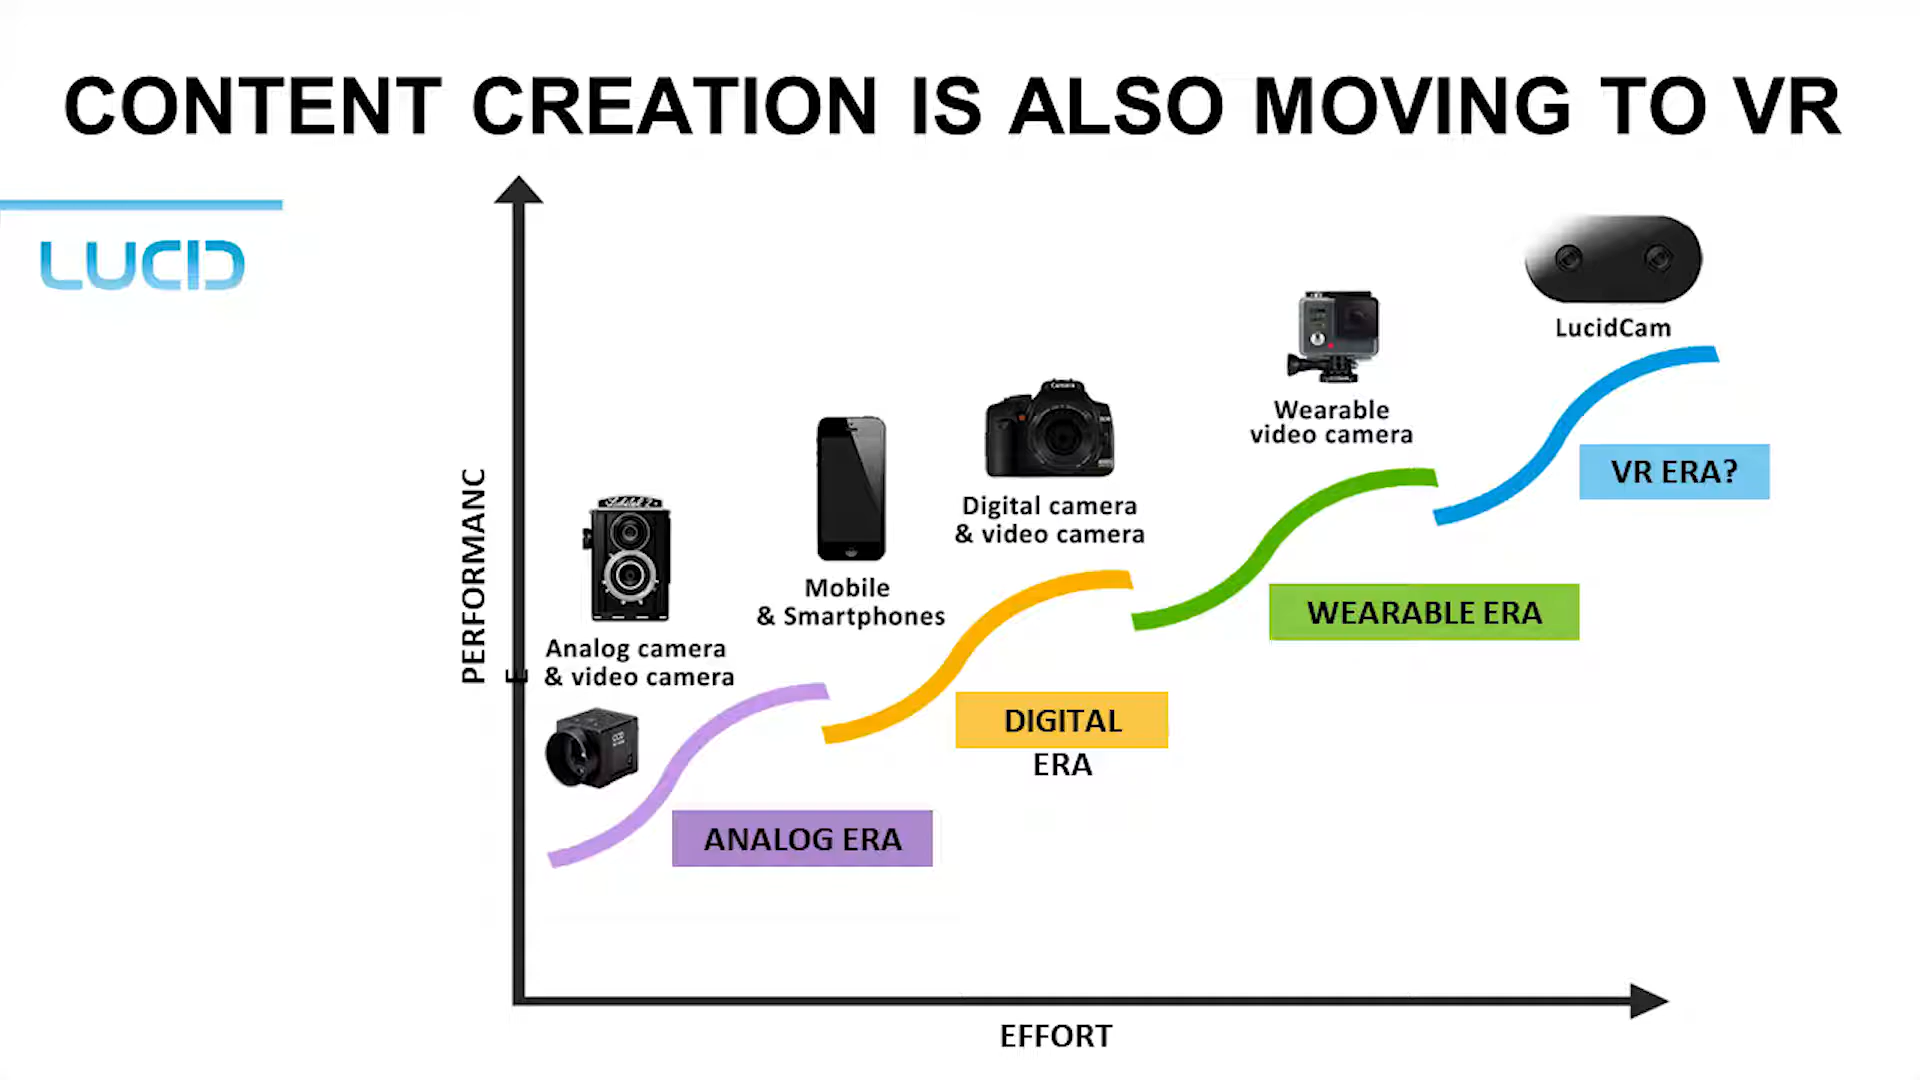 CONTENT CREATION IS ALSO MOVING TO VR
LUCID
LucidCam
Wearable
video camera
VR ERA?
Digital camera
& video camera
Mobile
& Smartphones
WEARABLE ERA
Analog camera
& video camera
PERFORMANC
E
DIGITAL
ERA
ANALOG ERA
EFFORT